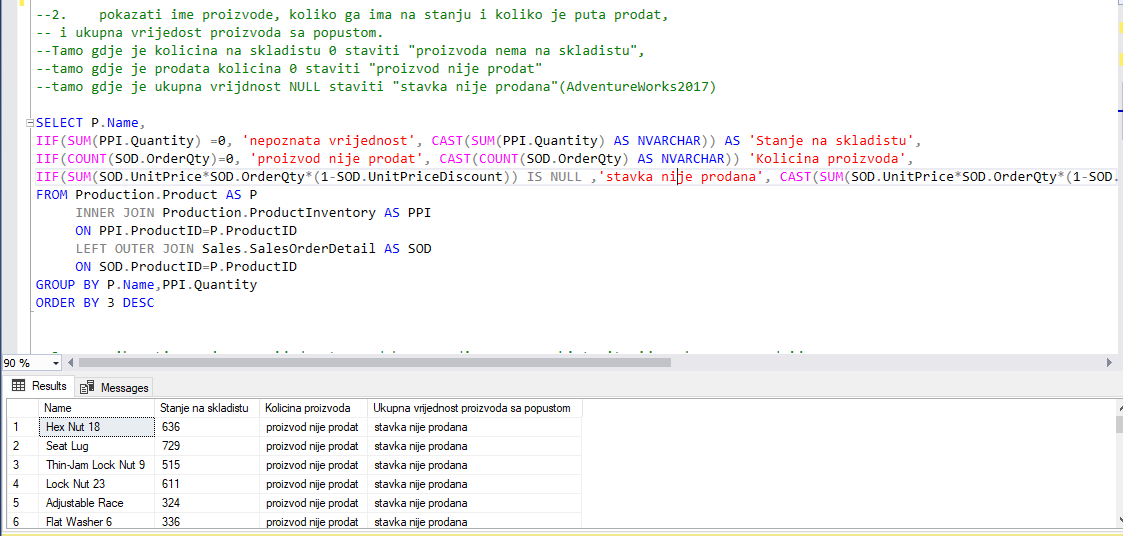 --2. pokazati ime proizvode, koliko ga ima na stanju i koliko je puta prodat,
-- i ukupna vrijedost proizvoda sa popustom.
--Tamo gdje je kolicina na skladistu 0 staviti "proizvoda nema na skladistu",
--tamo gdje je prodata kolicina 0 staviti "proizvod nije prodat"
--tamo gdje je ukupna vrijdnost NULL staviti "stavka nije prodana"(AdventureWorks2017)
SELECT P.Name,
IIF(SUM(PPI.Quantity) =0, 'nepoznata vrijednost', CAST(SUM(PPI.Quantity) AS NVARCHAR)) AS 'Stanje na skladistu',
IIF(COUNT(SOD.OrderQty)=0, 'proizvod nije prodat', CAST(COUNT(SOD.OrderQty) AS NVARCHAR)) 'Kolicina proizvoda',
IIF(SUM(SOD.UnitPrice*SOD.OrderQty*(1-SOD.UnitPriceDiscount)) IS NULL ,'stavka nije prodana', CAST(SUM(SOD.UnitPrice*SOD.OrderQty*(1-SOD.
FROM Production.Product AS P
INNER JOIN Production.ProductInventory AS PPI
ON PPI.ProductID=P.ProductID
LEFT OUTER JOIN Sales.SalesOrderDetail AS SOD
ON SOD.ProductID=P.ProductID
GROUP BY P.Name,PPI.Quantity
ORDER BY 3 DESC
90 %
Results Messages
Name Stanje na skladistu Kolicina proizvoda Ukupna vrijednost proizvoda sa popustom
1 Hex Nut 18 636 proizvod nije prodat stavka nije prodana
2 Seat Lug 729 proizvod nije prodat stavka nije prodana
3 Thin-Jam Lock Nut 9 515 proizvod nije prodat stavka nije prodana
4 Lock Nut 23 611 proizvod nije prodat stavka nije prodana
5 Adjustable Race 324 proizvod nije prodat stavka nije prodana
6 Flat Washer 6 336 proizvod nije prodat stavka nije prodana